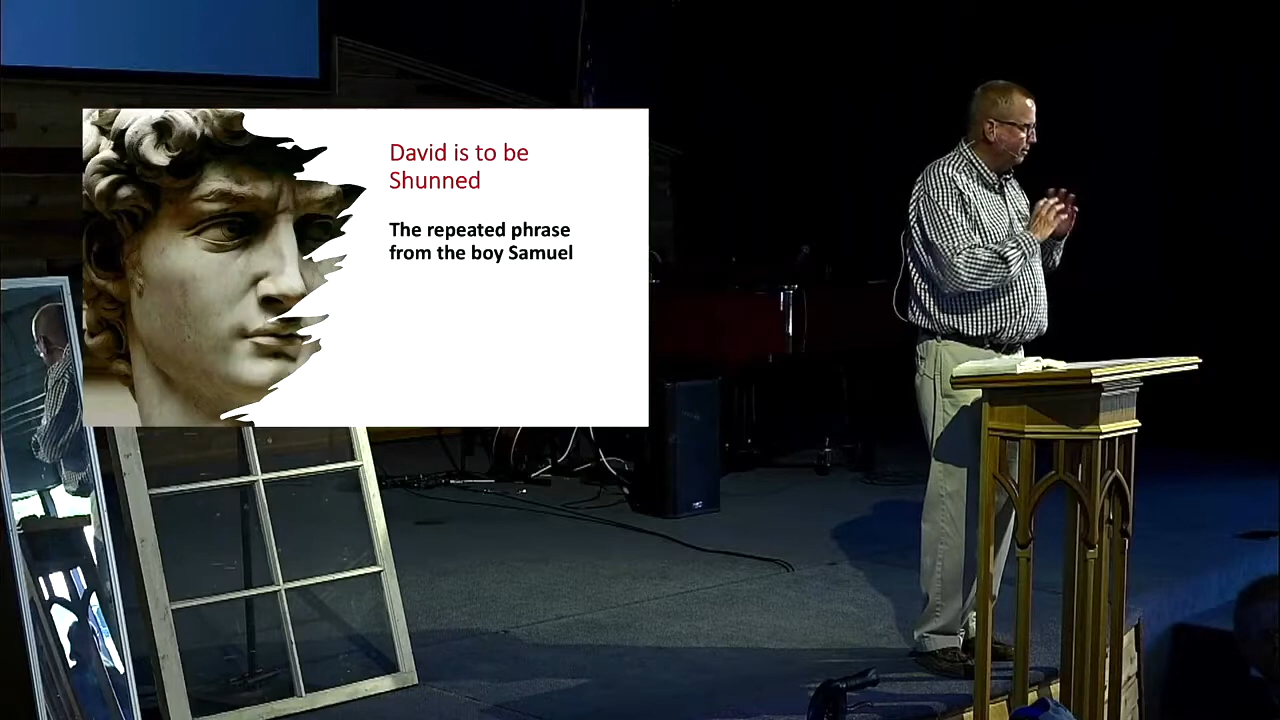 David is to be
Shunned
The repeated phrase
from the boy Samuel